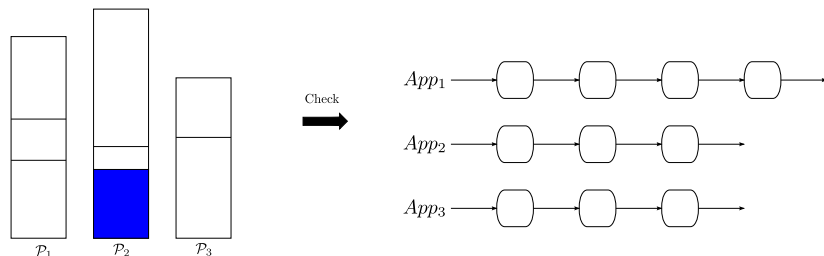 Check
App₁
App₂
App₃
𝒫₁
𝒫₂
𝒫₃